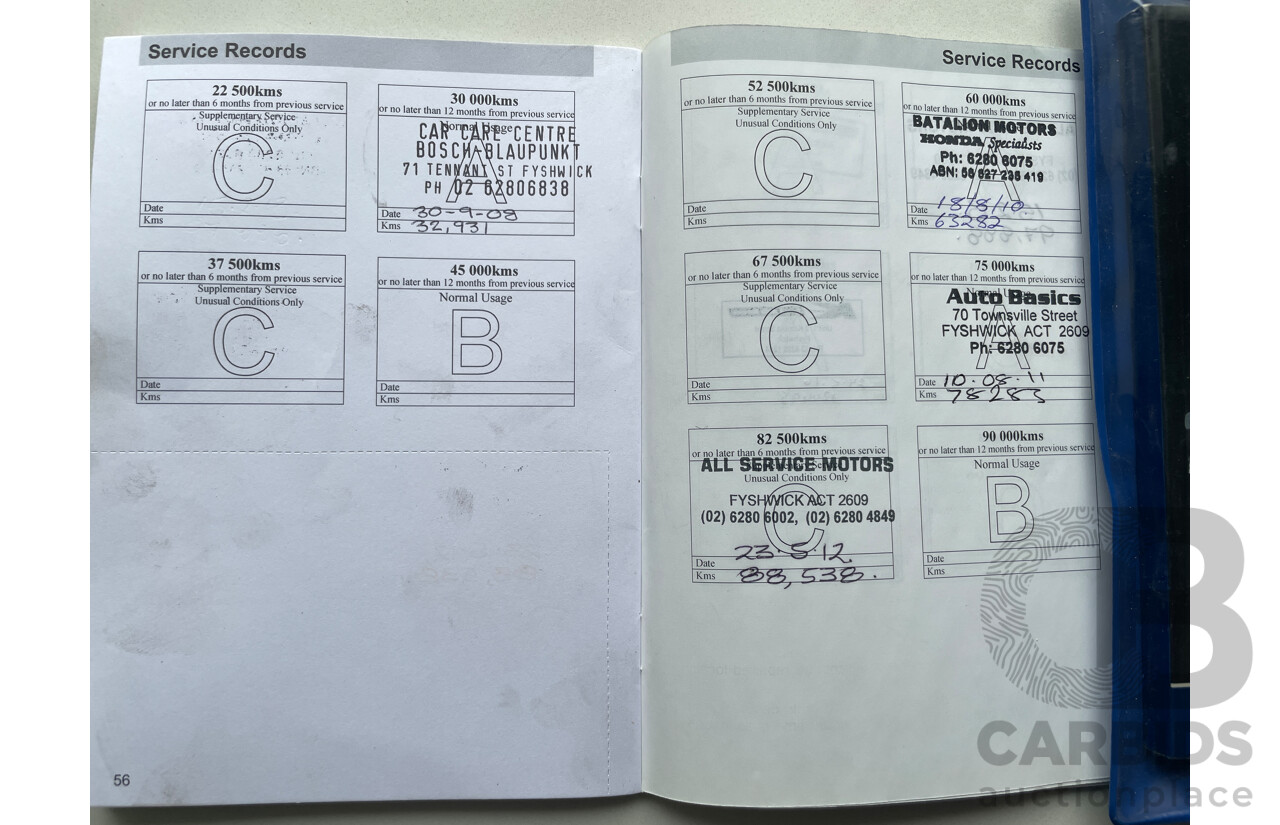 Service Records
22 500kms
or no later than 6 months from previous service
Supplementary Service
Unusual Conditions Only
C
Date
Kms
30 000kms
or no later than 12 months from previous service
Normal Usage
CAR CARE CENTRE
BOSCH-BLAUPUNKT
71 TENNANT ST FYSHWICK
PH 02 62806838
A
Date 30-9-08
Kms 32,931
37 500kms
or no later than 6 months from previous service
Supplementary Service
Unusual Conditions Only
C
Date
Kms
45 000kms
or no later than 12 months from previous service
Normal Usage
B
Date
Kms
56
Service Records
52 500kms
or no later than 6 months from previous service
Supplementary Service
Unusual Conditions Only
C
Date
Kms
60 000kms
or no later than 12 months from previous service
BATALION MOTORS
HONDA Specialists
Ph: 6280 6075
ABN: 56 627 236 419
A
Date 18/8/10
Kms 63282
67 500kms
or no later than 6 months from previous service
Supplementary Service
Unusual Conditions Only
C
Date
Kms
75 000kms
or no later than 12 months from previous service
Auto Basics
70 Townsville Street
FYSHWICK ACT 2609
Ph: 6280 6075
A
Date 10.08.11
Kms 78283
82 500kms
or no later than 6 months from previous service
ALL SERVICE MOTORS
Unusual Conditions Only
FYSHWICK ACT 2609
(02) 6280 6002, (02) 6280 4849
C
Date 23.5.12.
Kms 88,538.
90 000kms
or no later than 12 months from previous service
Normal Usage
B
Date
Kms
CARBIDS
auctionplace